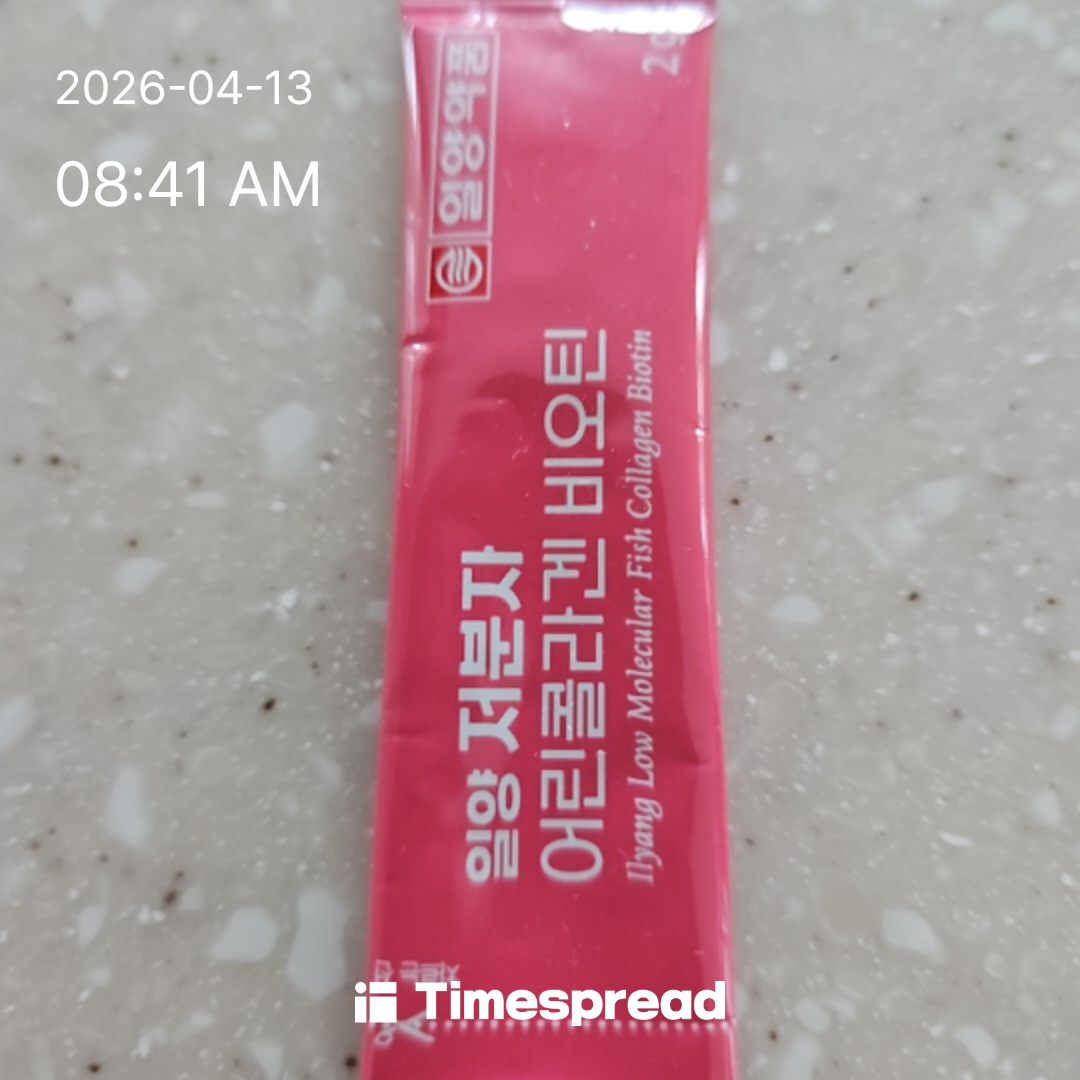 2026-04-13
08:41 AM
일양약품
2g
일양 저분자
어린콜라겐 비오틴
Ilyang Low Molecular Fish Collagen Biotin
Timespread